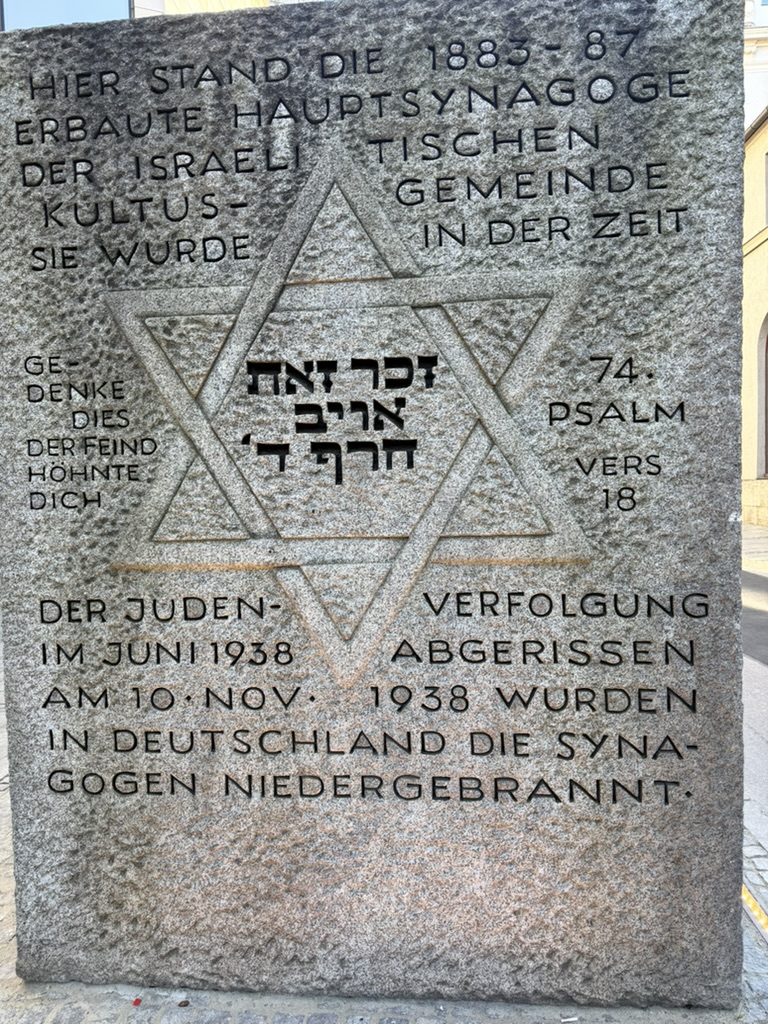 HIER STAND DIE 1883-87
ERBAUTE HAUPTSYNAGOGE
DER ISRAELITISCHEN
KULTUS- GEMEINDE
SIE WURDE IN DER ZEIT
GE-
DENKE
DIES
DER FEIND
HÖHNTE
DICH
זכר זאת
אויב
חרף ד'
74.
PSALM
VERS
18
DER JUDEN- VERFOLGUNG
IM JUNI 1938 ABGERISSEN
AM 10·NOV· 1938 WURDEN
IN DEUTSCHLAND DIE SYNA-
GOGEN NIEDERGEBRANNT·